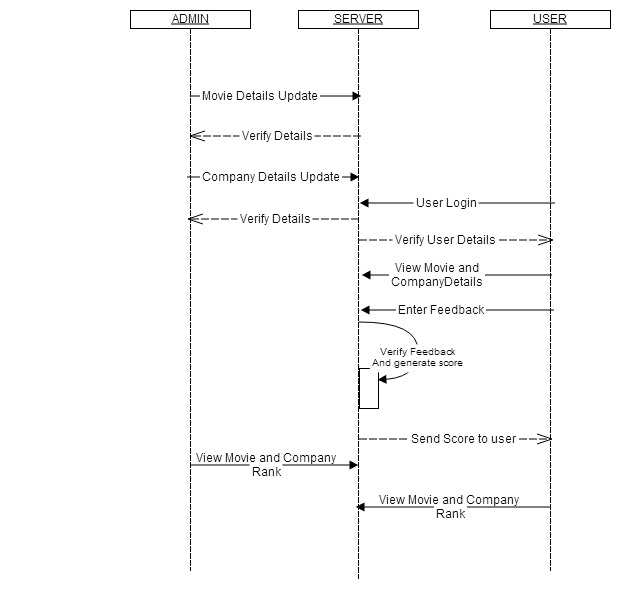 ADMIN
SERVER
USER
Movie Details Update
Verify Details
Company Details Update
User Login
Verify Details
Verify User Details
View Movie and
CompanyDetails
Enter Feedback
Verify Feedback
And generate score
Send Score to user
View Movie and Company
Rank
View Movie and Company
Rank